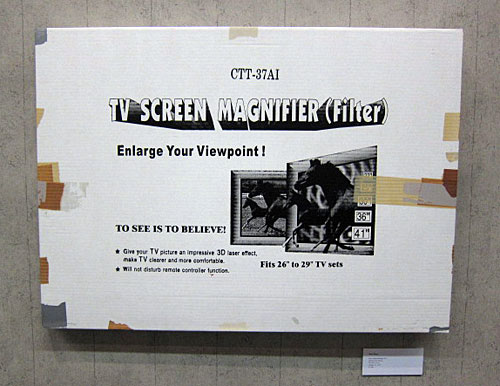 CTT-37AI
TV SCREEN MAGNIFIER (Filter)
Enlarge Your Viewpoint !
36"
41"
TO SEE IS TO BELIEVE!
★ Give your TV picture an impressive 3D laser effect,
make TV clearer and more comfortable.
★ Will not disturb remote controller function.
Fits 26" to 29" TV sets